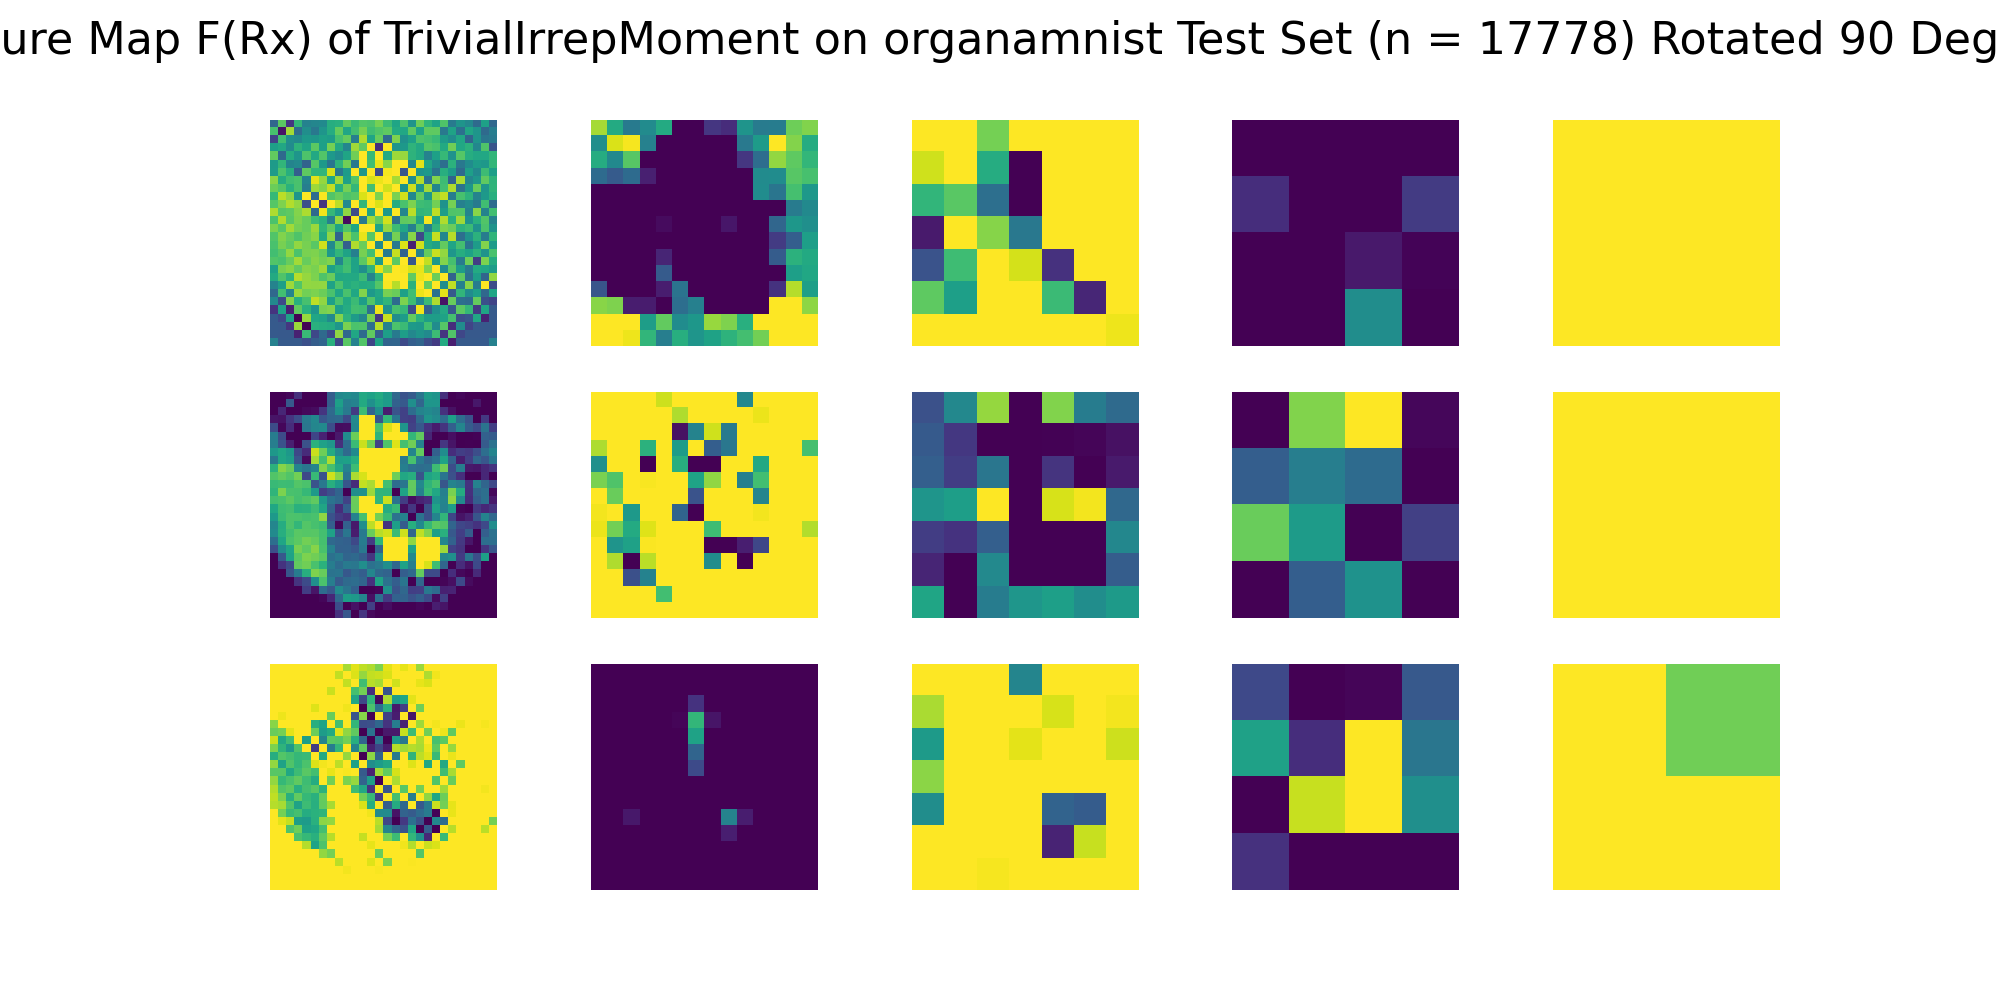 ure Map F(Rx) of TrivialIrrepMoment on organamnist Test Set (n = 17778) Rotated 90 Deg